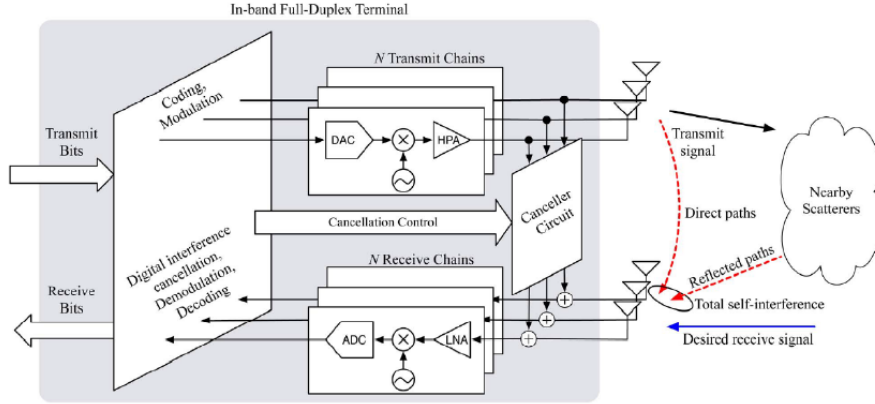 In-band Full-Duplex Terminal
N Transmit Chains
Coding,
Modulation
Transmit
Bits
DAC
HPA
Transmit
signal
Nearby
Scatterers
Canceller
Circuit
Cancellation Control
Direct paths
Digital interference
cancellation,
Demodulation,
Decoding
N Receive Chains
Reflected paths
Receive
Bits
Total self-interference
ADC
LNA
Desired receive signal